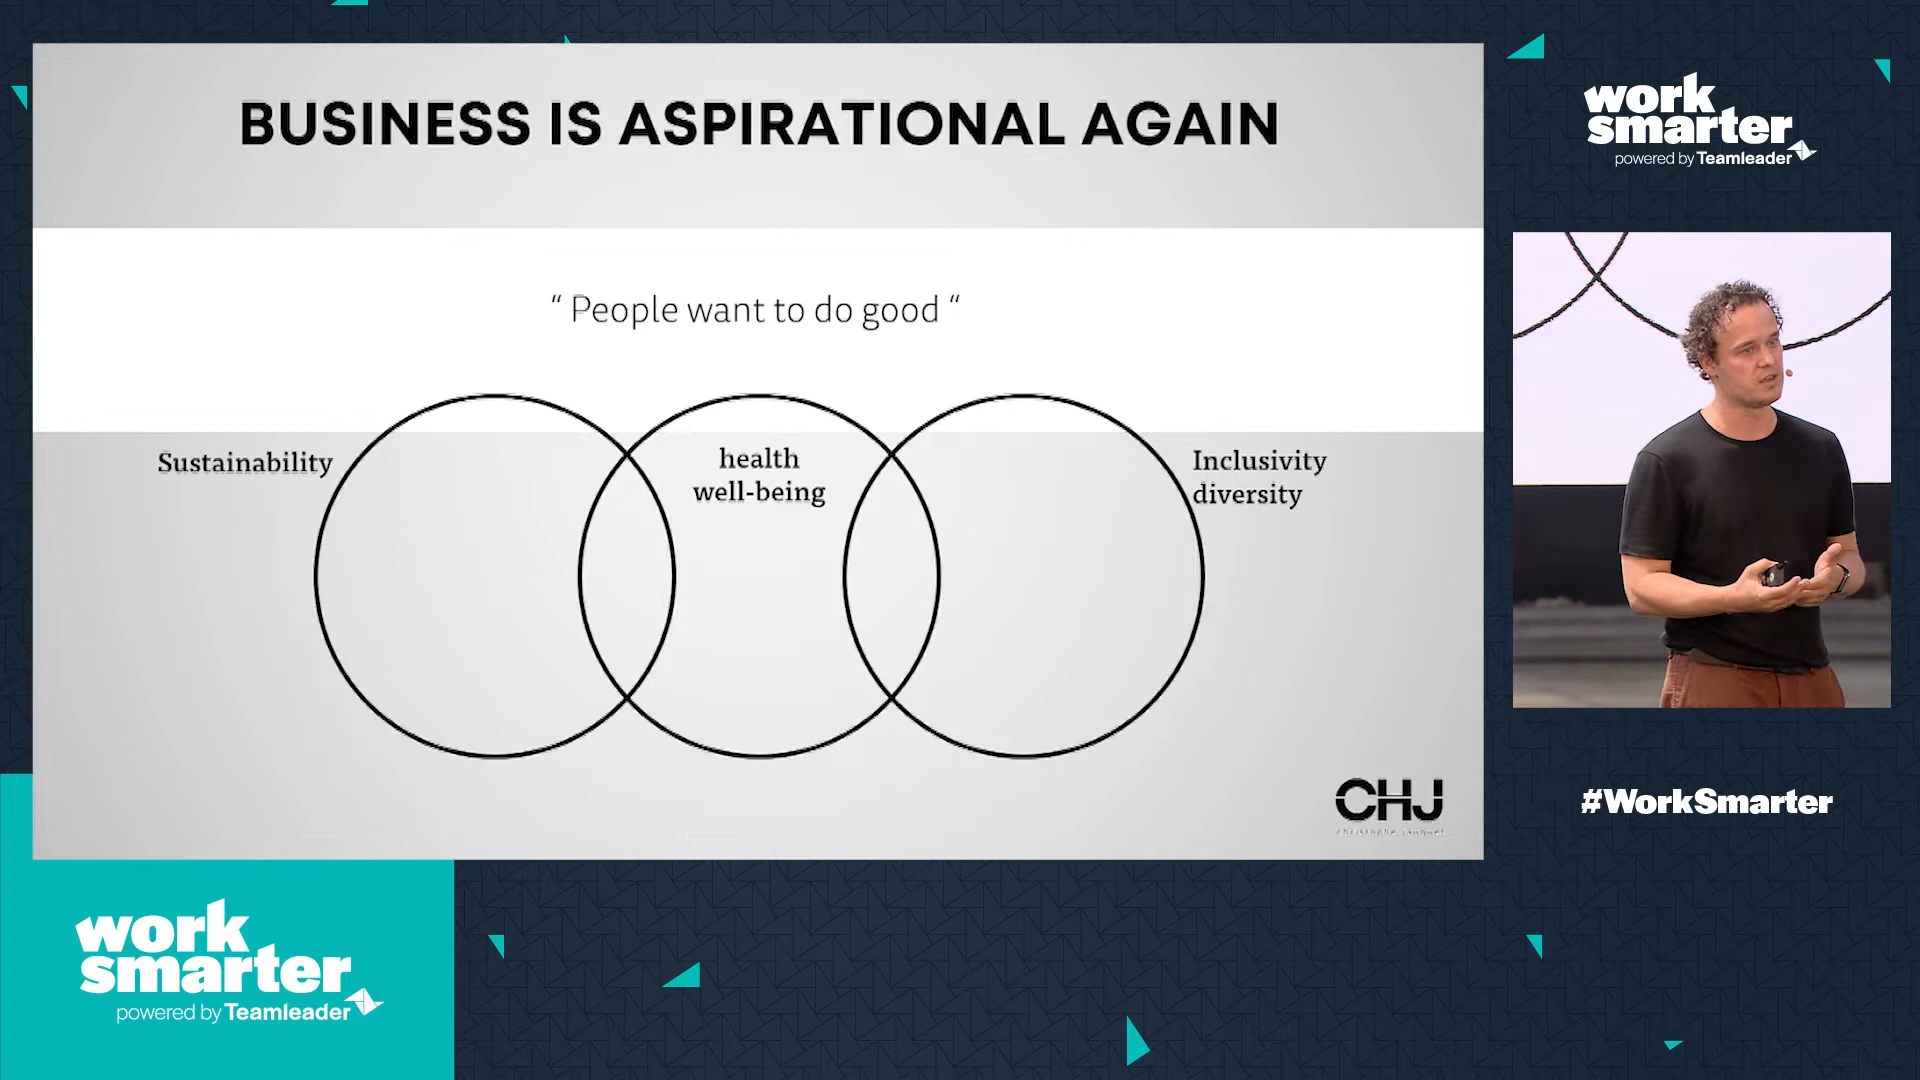 BUSINESS IS ASPIRATIONAL AGAIN
“ People want to do good “
Sustainability
health
well-being
Inclusivity
diversity
CHJ
work
smarter
powered by Teamleader
#WorkSmarter
work
smarter
powered by Teamleader